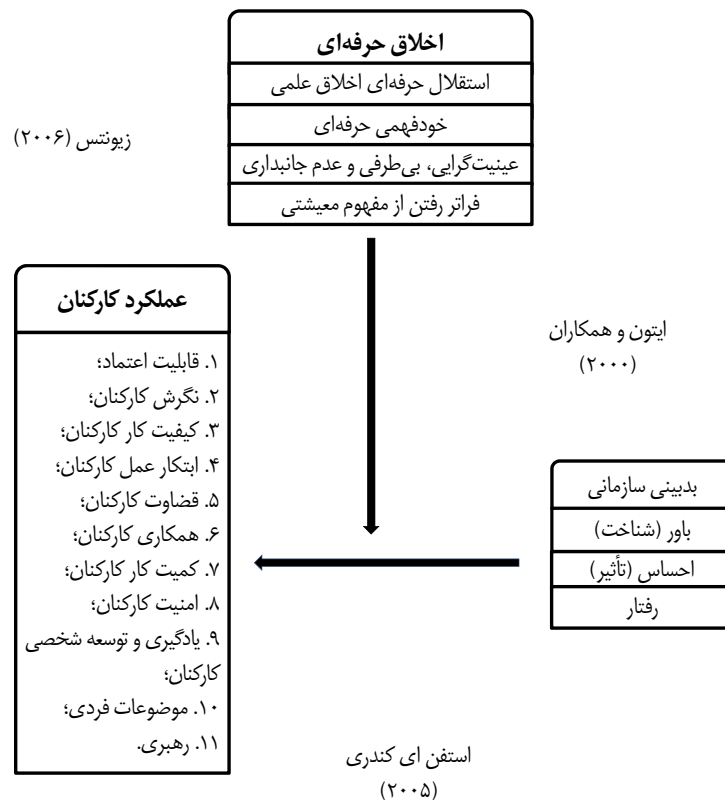 اخلاق حرفه‌ای
استقلال حرفه‌ای اخلاق علمی
خودفهمی حرفه‌ای
عینیت‌گرایی، بی‌طرفی و عدم جانبداری
فراتر رفتن از مفهوم معیشتی
زیونتس (۲۰۰۶)
ایتون و همکاران
(۲۰۰۰)
بدبینی سازمانی
باور (شناخت)
احساس (تأثیر)
رفتار
عملکرد کارکنان
۱. قابلیت اعتماد؛
۲. نگرش کارکنان؛
۳. کیفیت کار کارکنان؛
۴. ابتکار عمل کارکنان؛
۵. قضاوت کارکنان؛
۶. همکاری کارکنان؛
۷. کمیت کار کارکنان؛
۸. امنیت کارکنان؛
۹. یادگیری و توسعه شخصی
کارکنان؛
۱۰. موضوعات فردی؛
۱۱. رهبری.
استفن ای کندری
(۲۰۰۵)